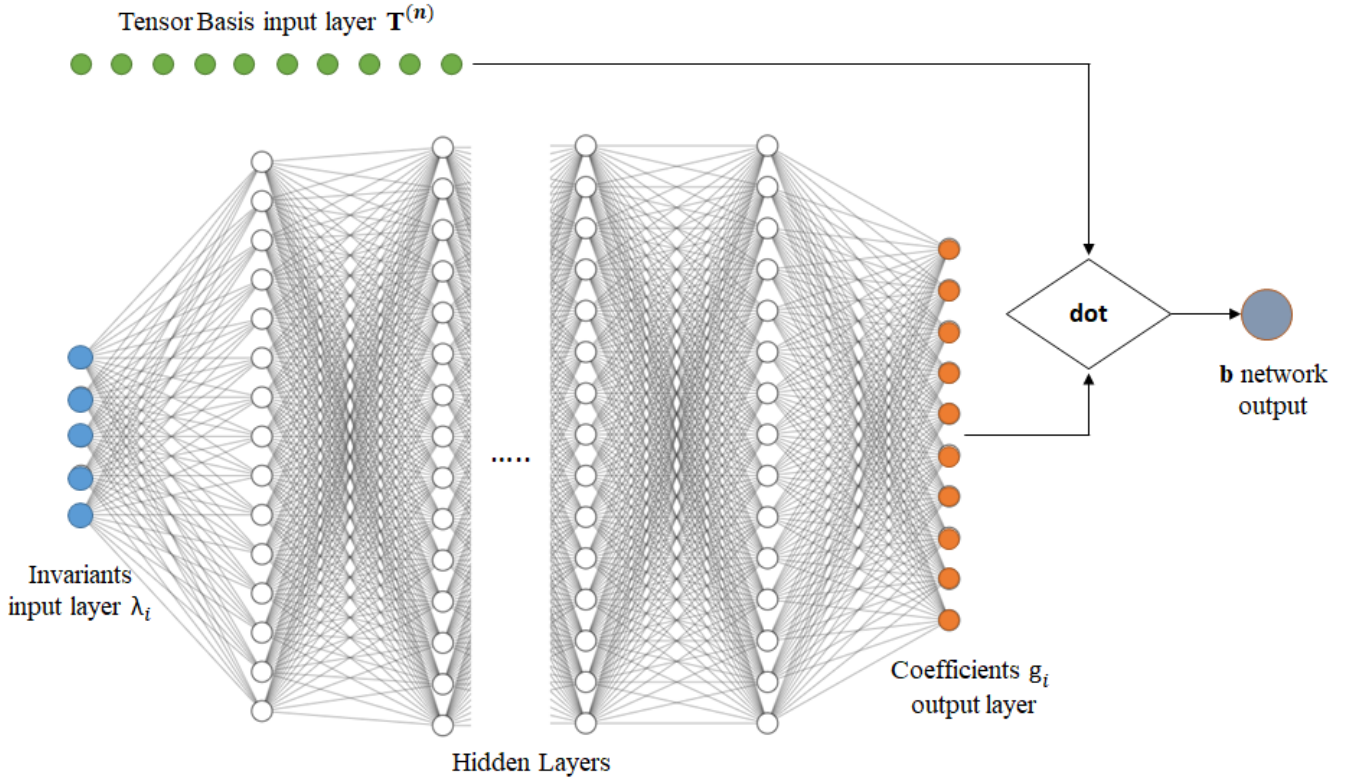 Tensor Basis input layer T⁽ⁿ⁾
dot
b network
output
.....
Invariants
input layer λᵢ
Coefficients gᵢ
output layer
Hidden Layers